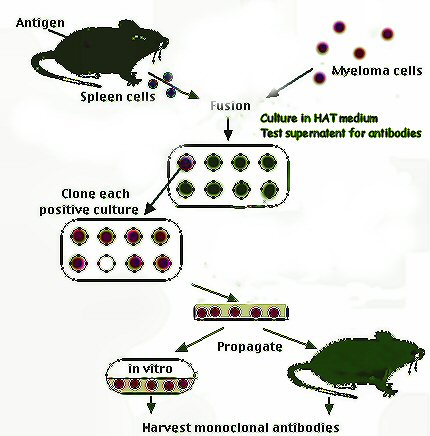 Antigen
Spleen cells
Myeloma cells
Fusion
Culture in HAT medium
Test supernatent for antibodies
Clone each
positive culture
Propagate
in vitro
Harvest monoclonal antibodies